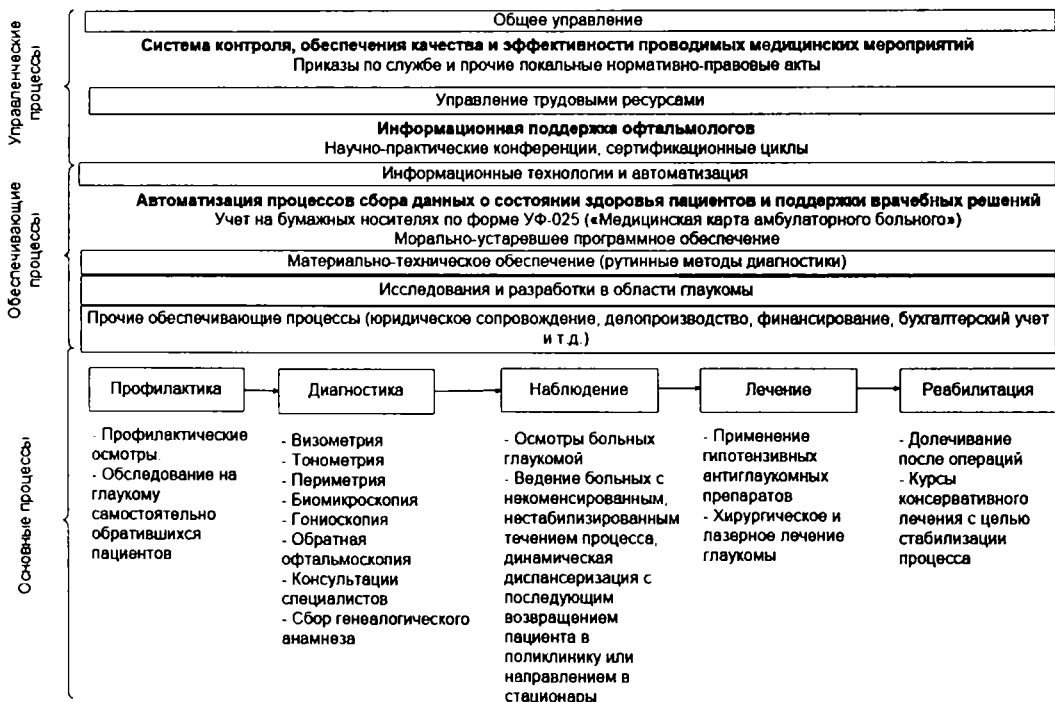 Общее управление
Система контроля, обеспечения качества и эффективности проводимых медицинских мероприятий
Приказы по службе и прочие локальные нормативно-правовые акты
Управление трудовыми ресурсами
Информационная поддержка офтальмологов
Научно-практические конференции, сертификационные циклы
Управленческие
процессы
Информационные технологии и автоматизация
Автоматизация процессов сбора данных о состоянии здоровья пациентов и поддержки врачебных решений
Учет на бумажных носителях по форме УФ-025 («Медицинская карта амбулаторного больного»)
Морально-устаревшее программное обеспечение
Материально-техническое обеспечение (рутинные методы диагностики)
Исследования и разработки в области глаукомы
Прочие обеспечивающие процессы (юридическое сопровождение, делопроизводство, финансирование, бухгалтерский учет
и т.д.)
Обеспечивающие
процессы
Основные процессы
Профилактика
- Профилактические
осмотры.
- Обследование на
глаукому
самостоятельно
обратившихся
пациентов
Диагностика
- Визометрия
- Тонометрия
- Периметрия
- Биомикроскопия
- Гониоскопия
- Обратная
офтальмоскопия
- Консультации
специалистов
- Сбор генеалогического
анамнеза
Наблюдение
- Осмотры больных
глаукомой
- Ведение больных с
некоменсированным,
нестабилизированным
течением процесса,
динамическая
диспансеризация с
последующим
возвращением
пациента в
поликлинику или
направлением в
стационары
Лечение
- Применение
гипотензивных
антиглаукомных
препаратов
- Хирургическое и
лазерное лечение
глаукомы
Реабилитация
- Долечивание
после операций
- Курсы
консервативного
лечения с целью
стабилизации
процесса